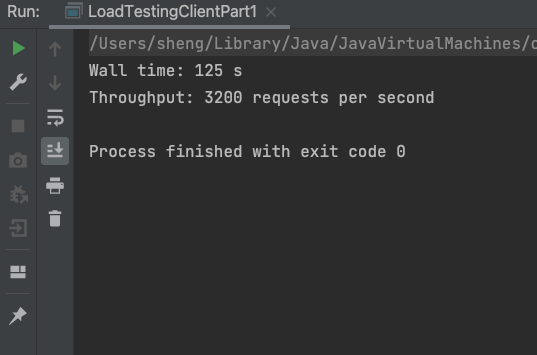 Run: LoadTestingClientPart1
/Users/sheng/Library/Java/JavaVirtualMachines/
Wall time: 125 s
Throughput: 3200 requests per second
Process finished with exit code 0